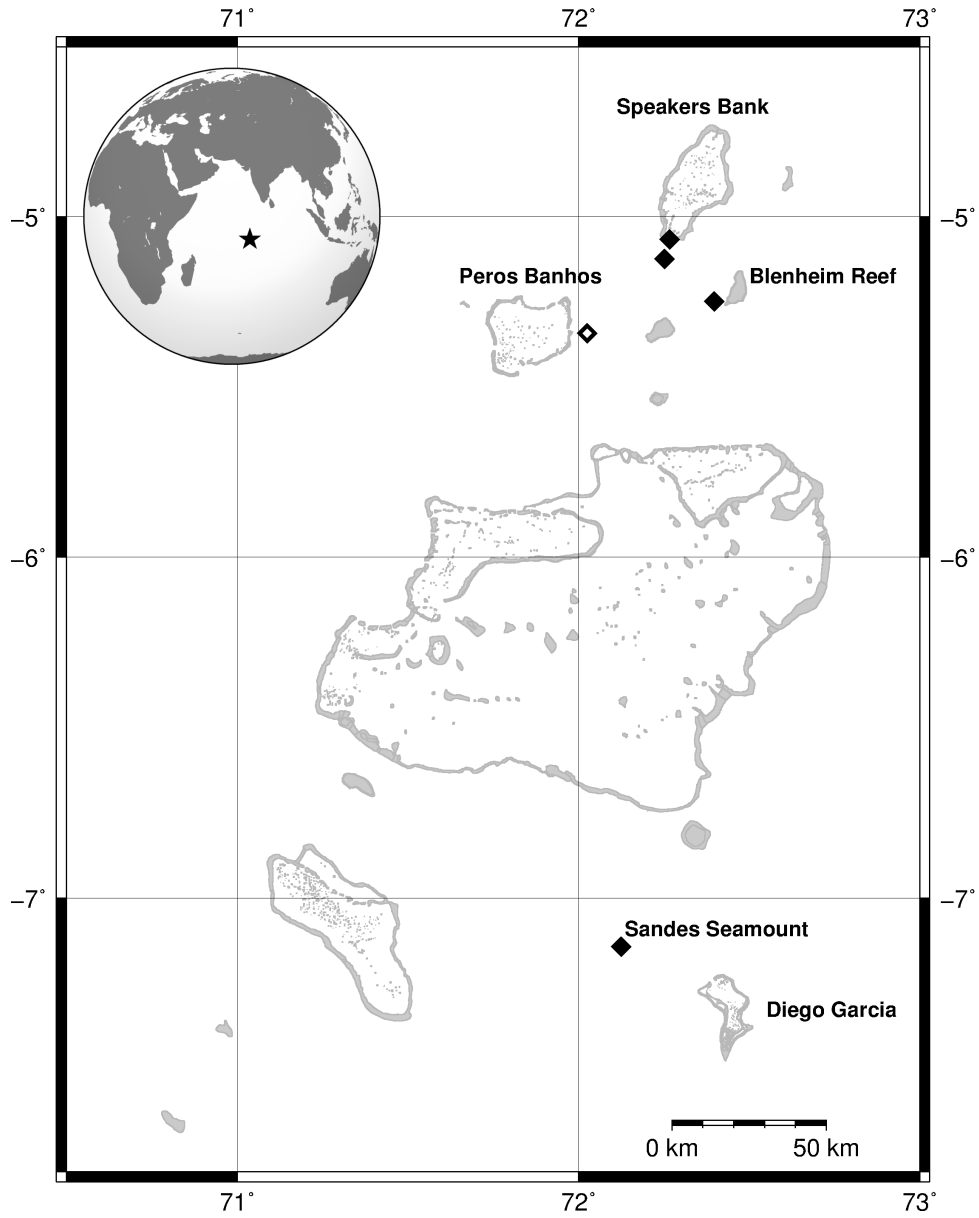 71° 72° 73°
Speakers Bank
−5° −5°
Peros Banhos Blenheim Reef
−6° −6°
−7° −7°
Sandes Seamount
Diego Garcia
0 km 50 km
71° 72° 73°